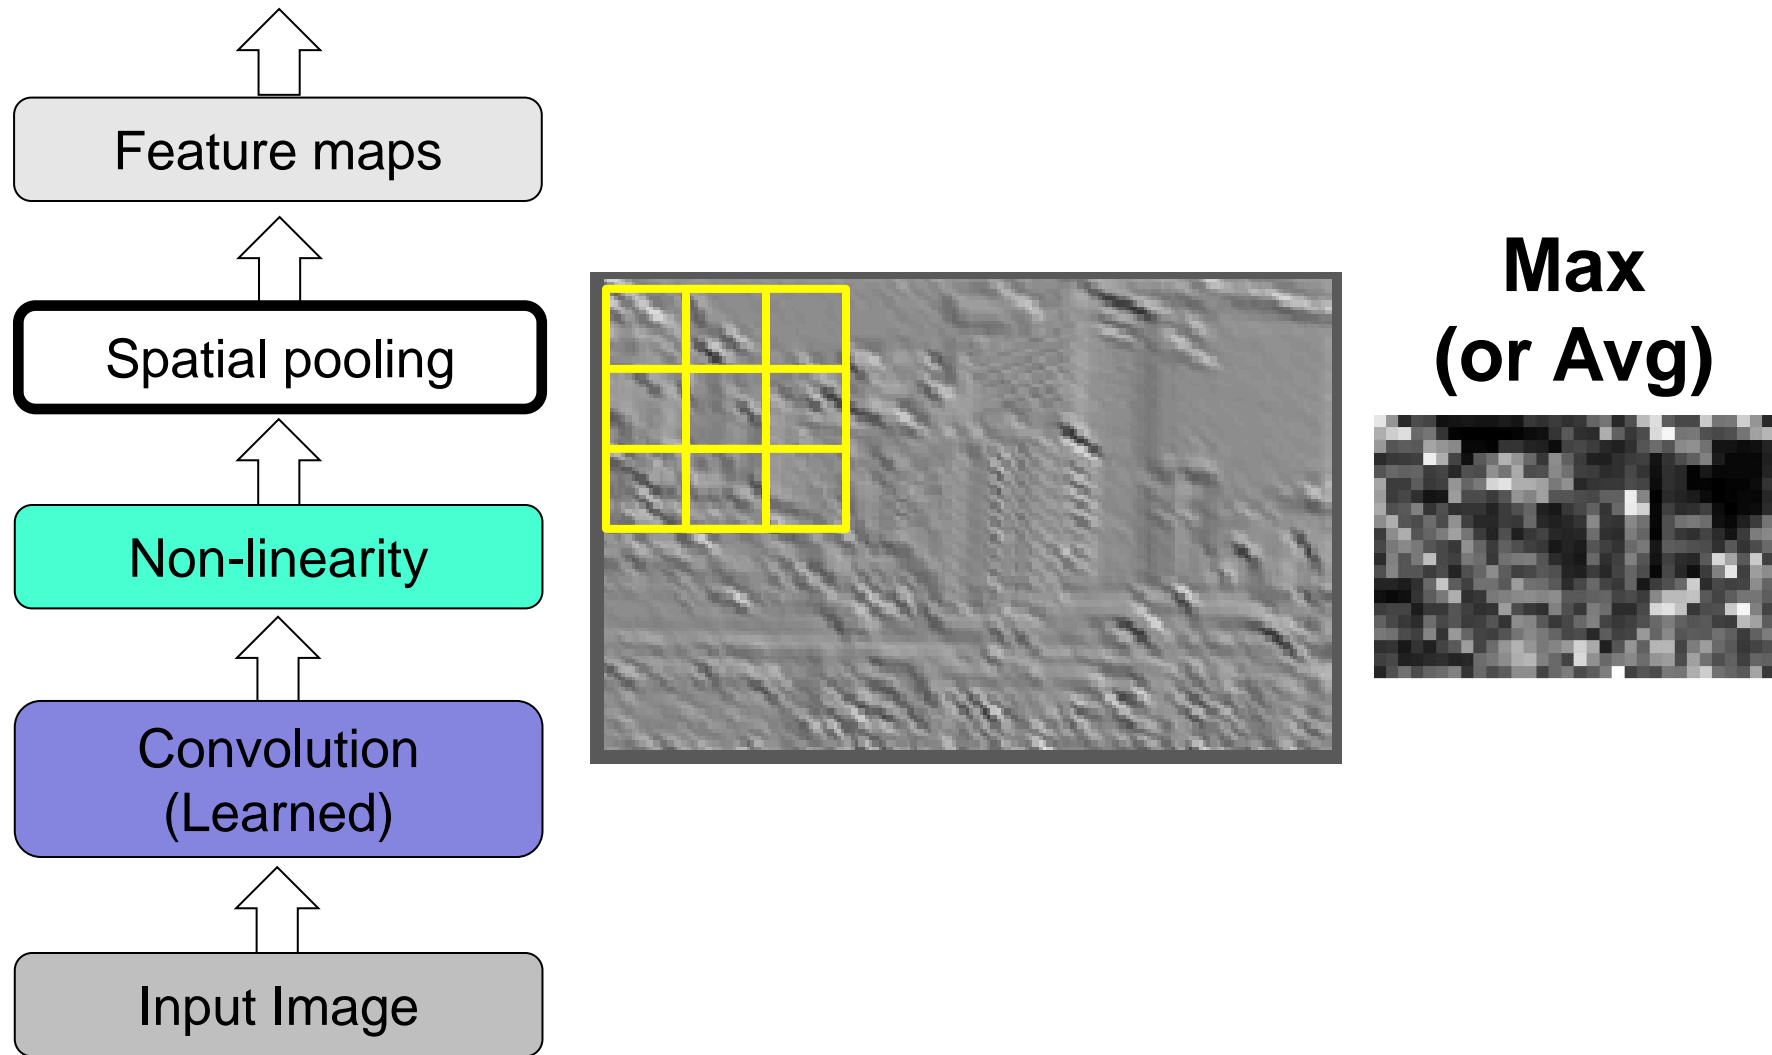 Feature maps
Spatial pooling
Non-linearity
Convolution
(Learned)
Input Image
Max
(or Avg)